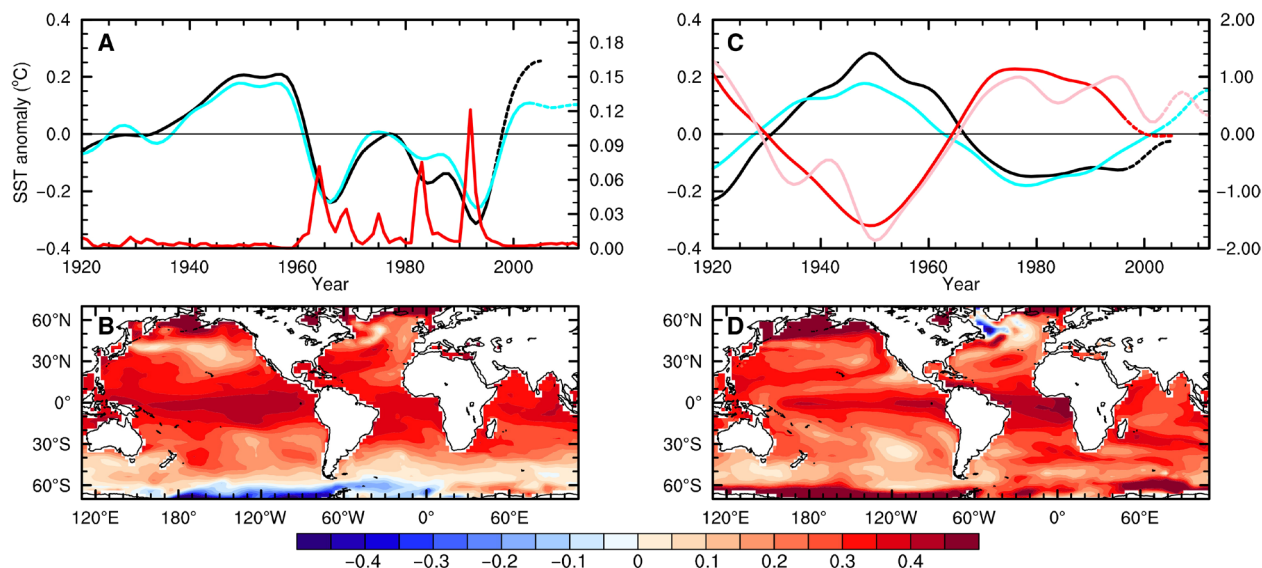 A
0.4
0.2
0.0
−0.2
−0.4
SST anomaly (°C)
0.18
0.15
0.12
0.09
0.06
0.03
0.00
1920 1940 1960 1980 2000
Year
C
0.4
0.2
0.0
−0.2
−0.4
2.00
1.00
0.00
−1.00
−2.00
1920 1940 1960 1980 2000
Year
B
60°N
30°N
0°
30°S
60°S
120°E 180° 120°W 60°W 0° 60°E
D
60°N
30°N
0°
30°S
60°S
120°E 180° 120°W 60°W 0° 60°E
−0.4 −0.3 −0.2 −0.1 0 0.1 0.2 0.3 0.4